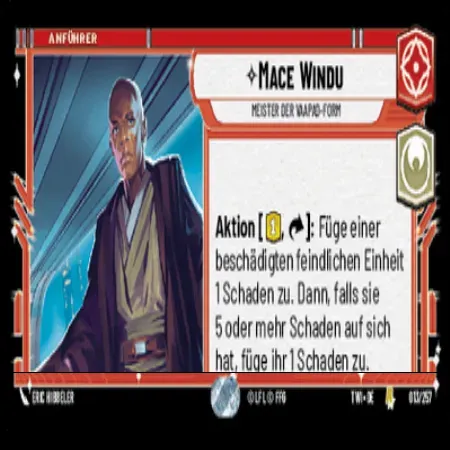 ANFÜHRER
MACE WINDU
MEISTER DER VAAPAD-FORM
Aktion [1, ]: Füge einer
beschädigten feindlichen Einheit
1 Schaden zu. Dann, falls sie
5 oder mehr Schaden auf sich
hat, füge ihr 1 Schaden zu.
ERIC HIBBELER
© LFL © FFG
TWI • DE
013/257